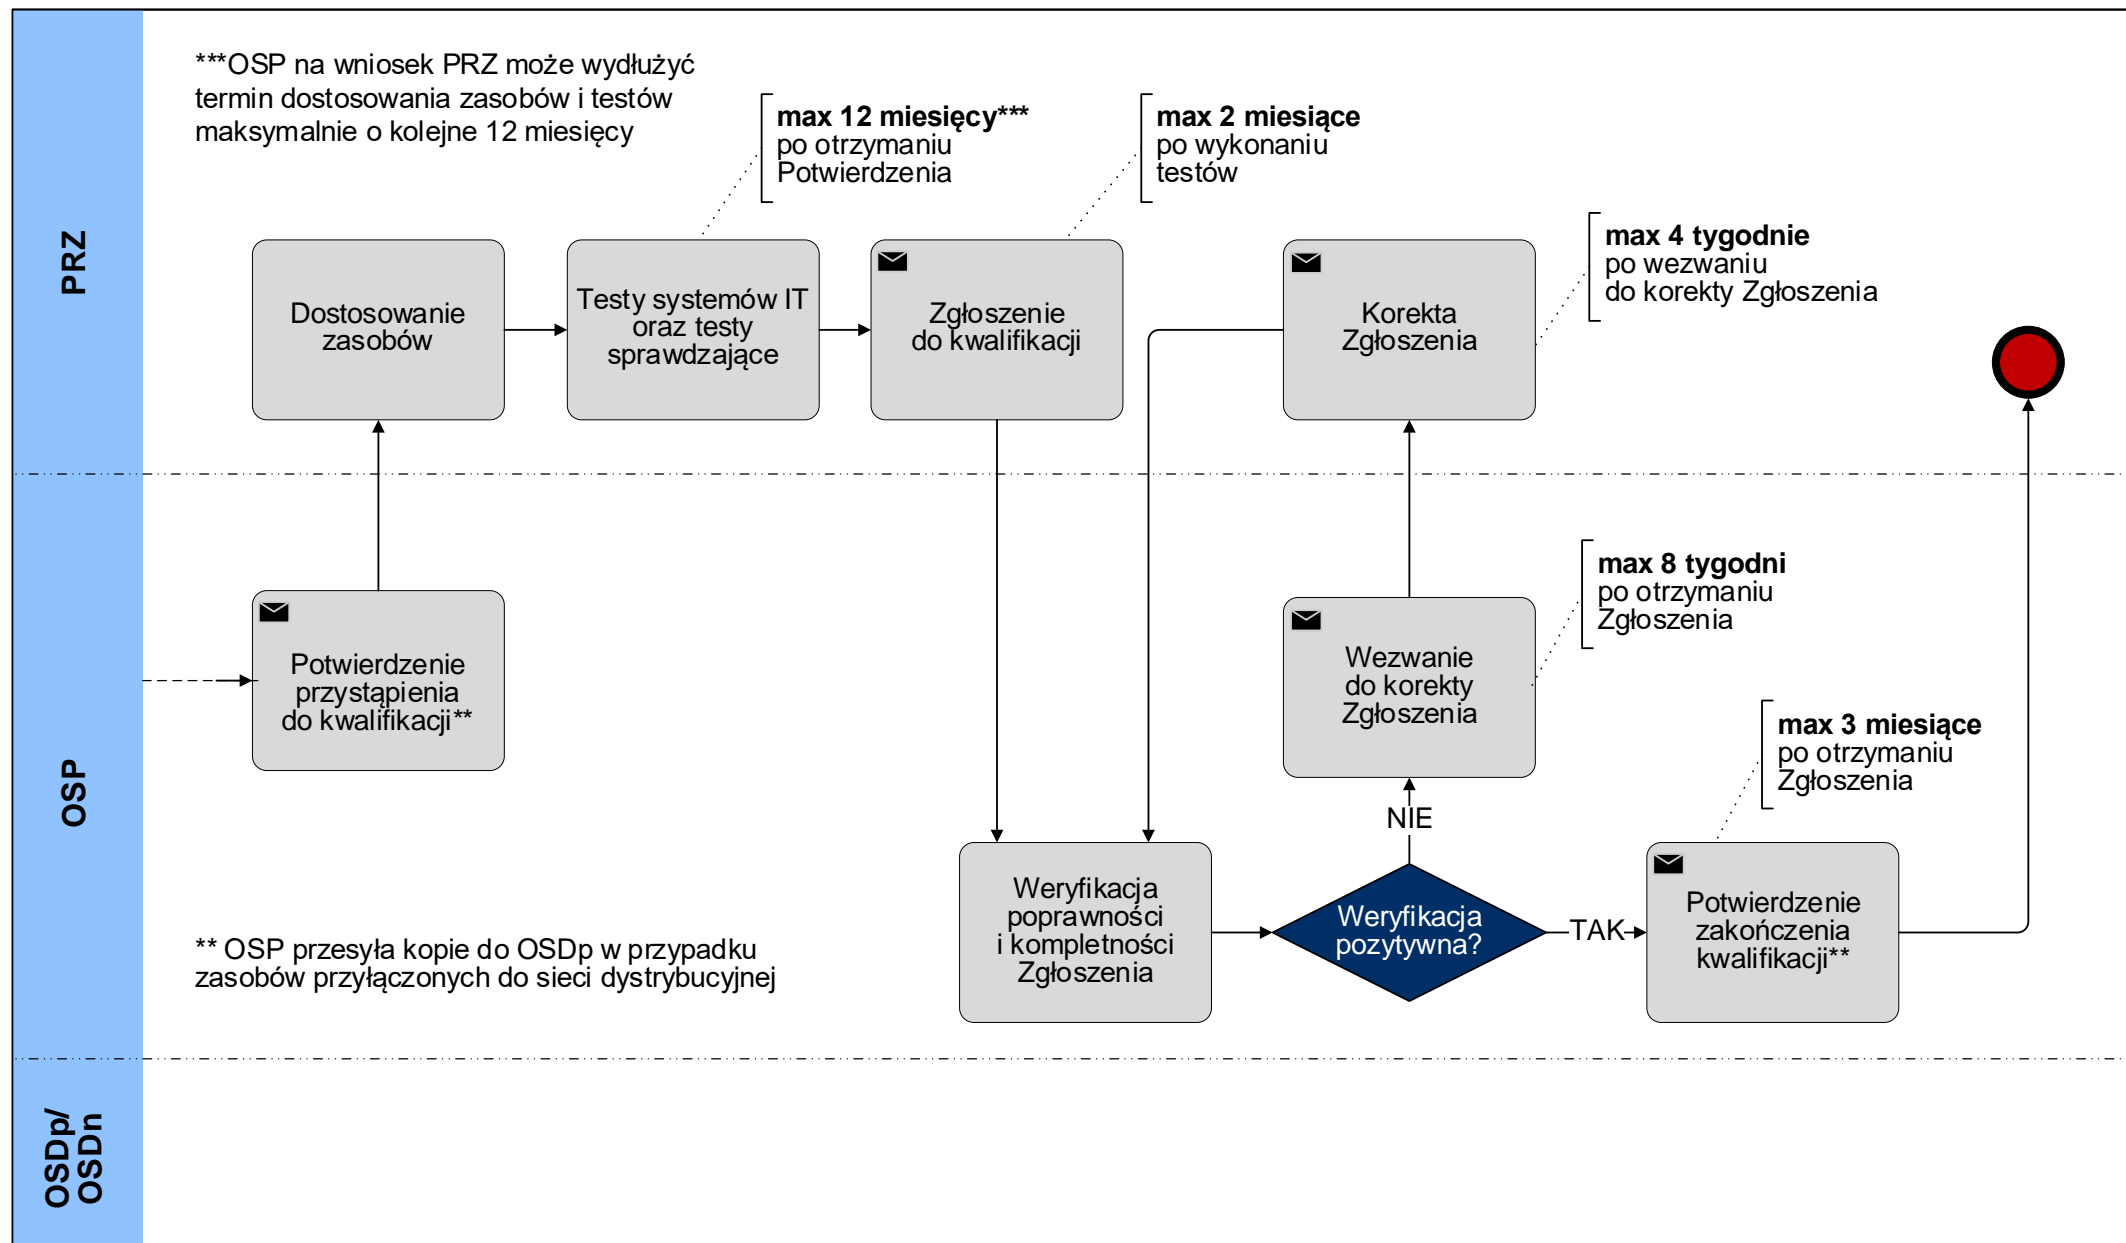 PRZ
***OSP na wniosek PRZ może wydłużyć
termin dostosowania zasobów i testów
maksymalnie o kolejne 12 miesięcy
max 12 miesięcy***
po otrzymaniu
Potwierdzenia
max 2 miesiące
po wykonaniu
testów
max 4 tygodnie
po wezwaniu
do korekty Zgłoszenia
Dostosowanie
zasobów
Testy systemów IT
oraz testy
sprawdzające
Zgłoszenie
do kwalifikacji
Korekta
Zgłoszenia
OSP
Potwierdzenie
przystąpienia
do kwalifikacji**
max 8 tygodni
po otrzymaniu
Zgłoszenia
Wezwanie
do korekty
Zgłoszenia
max 3 miesiące
po otrzymaniu
Zgłoszenia
NIE
Weryfikacja
poprawności
i kompletności
Zgłoszenia
Weryfikacja
pozytywna?
TAK
Potwierdzenie
zakończenia
kwalifikacji**
** OSP przesyła kopie do OSDp w przypadku
zasobów przyłączonych do sieci dystrybucyjnej
OSDp/
OSDn